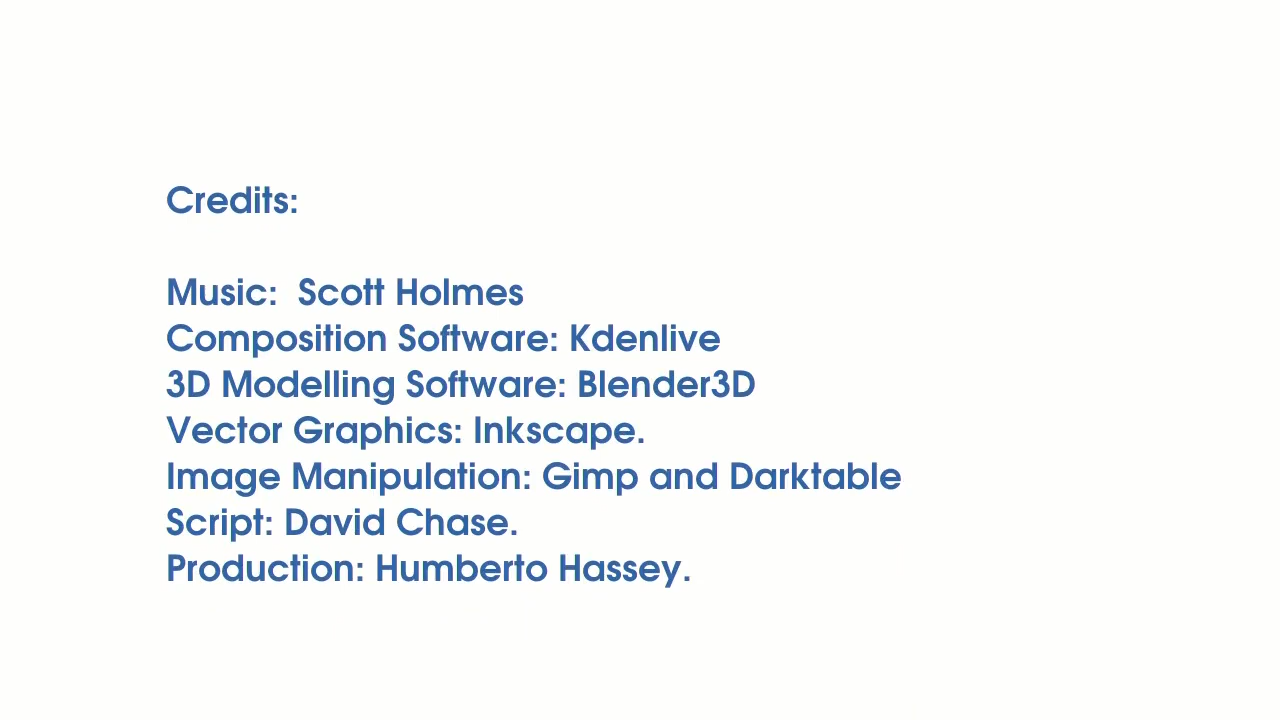 Credits:
Music:  Scott Holmes
Composition Software: Kdenlive
3D Modelling Software: Blender3D
Vector Graphics: Inkscape.
Image Manipulation: Gimp and Darktable
Script: David Chase.
Production: Humberto Hassey.